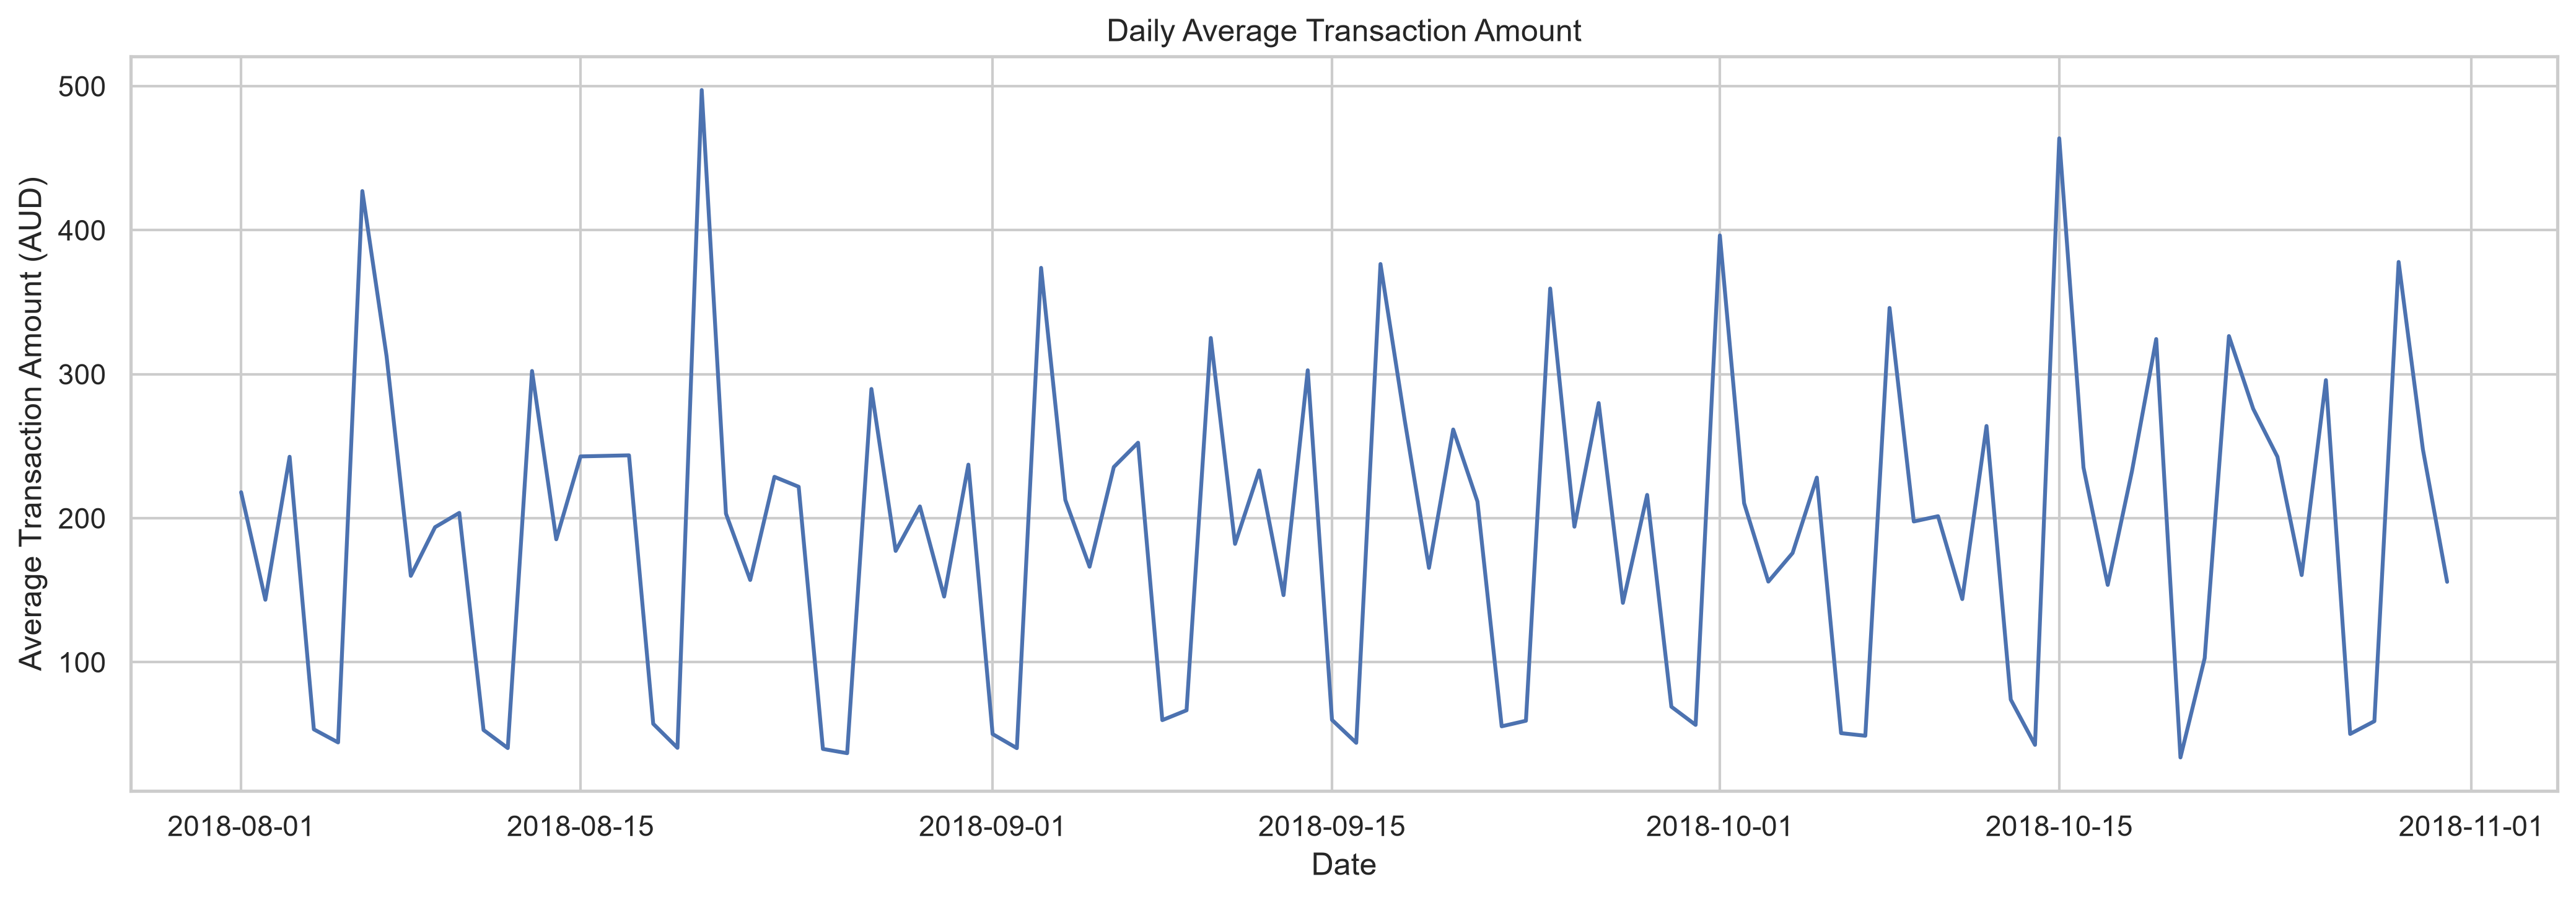 Daily Average Transaction Amount
Average Transaction Amount (AUD)
500
400
300
200
100
2018-08-01 2018-08-15 2018-09-01 2018-09-15 2018-10-01 2018-10-15 2018-11-01
Date